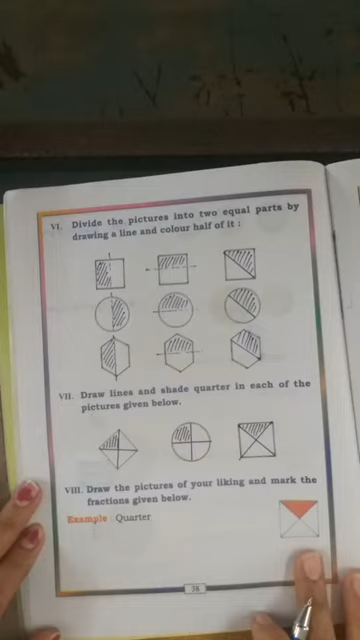 VI. Divide the pictures into two equal parts by
drawing a line and colour half of it :
VII. Draw lines and shade quarter in each of the
pictures given below.
VIII. Draw the pictures of your liking and mark the
fractions given below.
Example Quarter